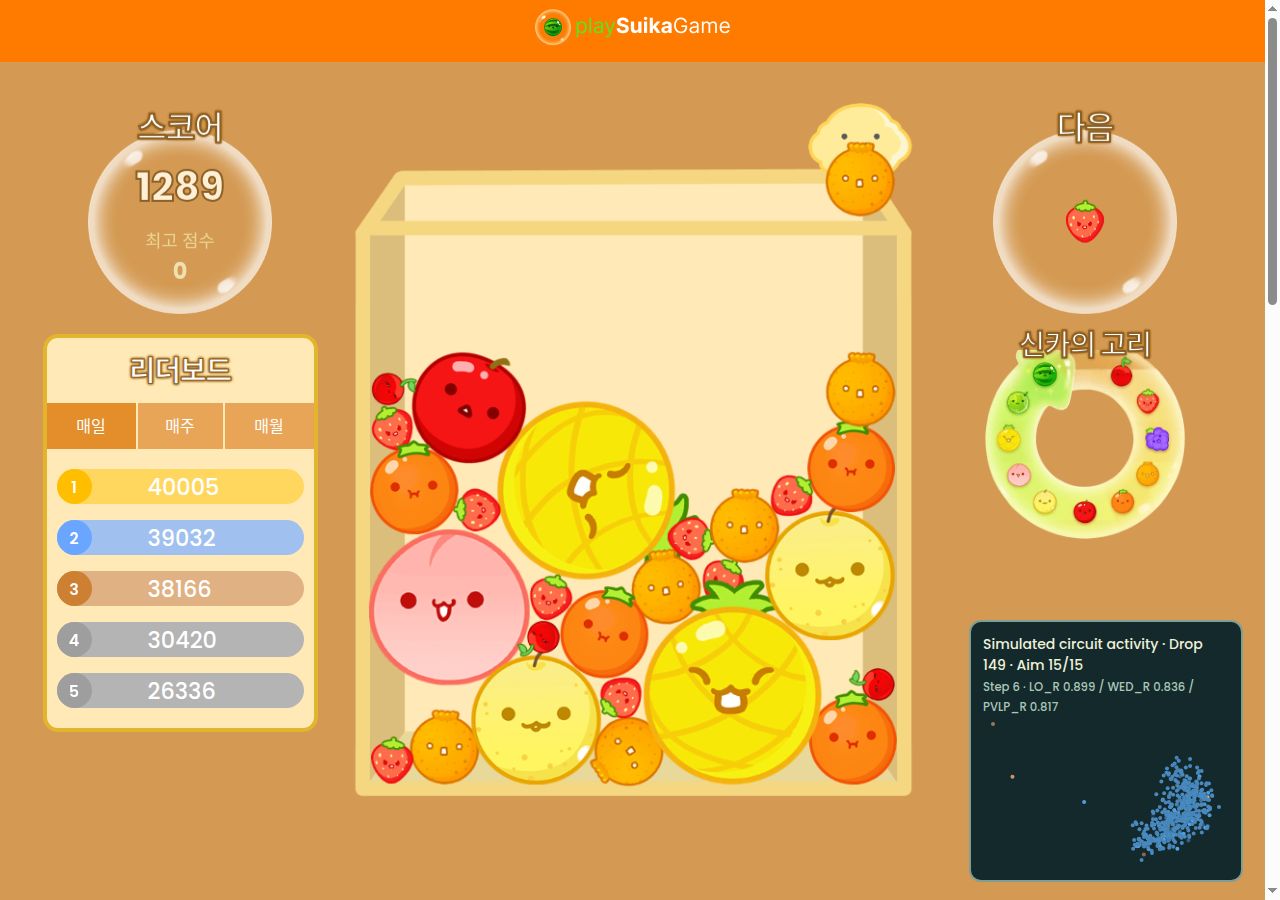 playSuikaGame
스코어
1289
최고 점수
0
리더보드
매일 매주 매월
1 40005
2 39032
3 38166
4 30420
5 26336
다음
신카의 고리
Simulated circuit activity · Drop
149 · Aim 15/15
Step 6 · LO_R 0.899 / WED_R 0.836 /
PVLP_R 0.817